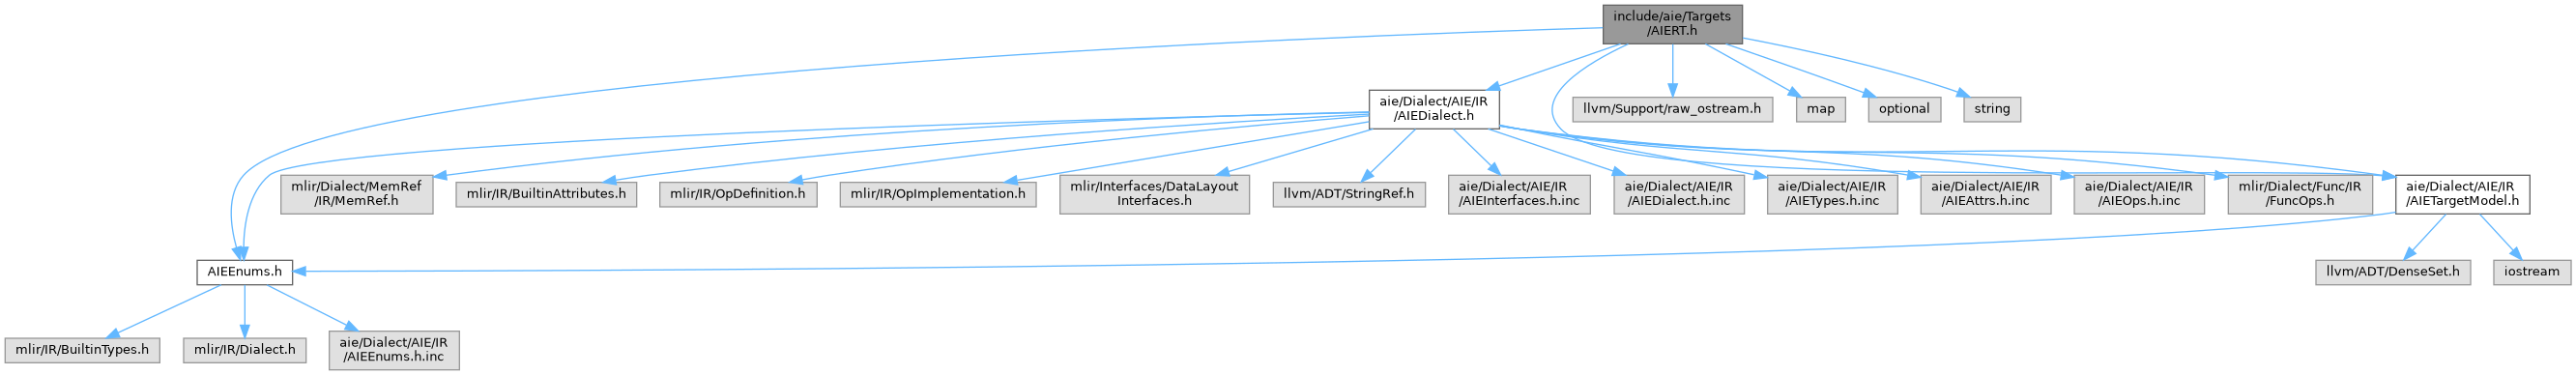 include/aie/Targets
/AIERT.h
aie/Dialect/AIE/IR
/AIEDialect.h
llvm/Support/raw_ostream.h
map
optional
string
mlir/Dialect/MemRef
/IR/MemRef.h
mlir/IR/BuiltinAttributes.h
mlir/IR/OpDefinition.h
mlir/IR/OpImplementation.h
mlir/Interfaces/DataLayout
Interfaces.h
llvm/ADT/StringRef.h
aie/Dialect/AIE/IR
/AIEInterfaces.h.inc
aie/Dialect/AIE/IR
/AIEDialect.h.inc
aie/Dialect/AIE/IR
/AIETypes.h.inc
aie/Dialect/AIE/IR
/AIEAttrs.h.inc
aie/Dialect/AIE/IR
/AIEOps.h.inc
mlir/Dialect/Func/IR
/FuncOps.h
aie/Dialect/AIE/IR
/AIETargetModel.h
AIEEnums.h
llvm/ADT/DenseSet.h
iostream
mlir/IR/BuiltinTypes.h
mlir/IR/Dialect.h
aie/Dialect/AIE/IR
/AIEEnums.h.inc